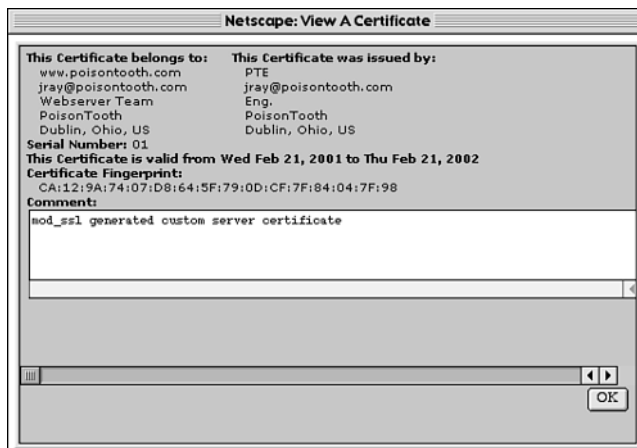 Netscape: View A Certificate
This Certificate belongs to:
www.poisontooth.com
jray@poisontooth.com
Webserver Team
PoisonTooth
Dublin, Ohio, US
This Certificate was issued by:
PTE
jray@poisontooth.com
Eng.
PoisonTooth
Dublin, Ohio, US
Serial Number: 01
This Certificate is valid from Wed Feb 21, 2001 to Thu Feb 21, 2002
Certificate Fingerprint:
CA:12:9A:74:07:D8:64:5F:79:0D:CF:7F:84:04:7F:98
Comment:
mod_ssl generated custom server certificate
OK